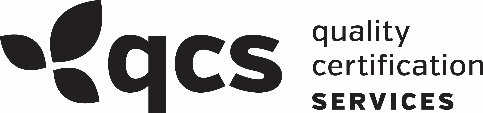 qcs
quality
certification
SERVICES